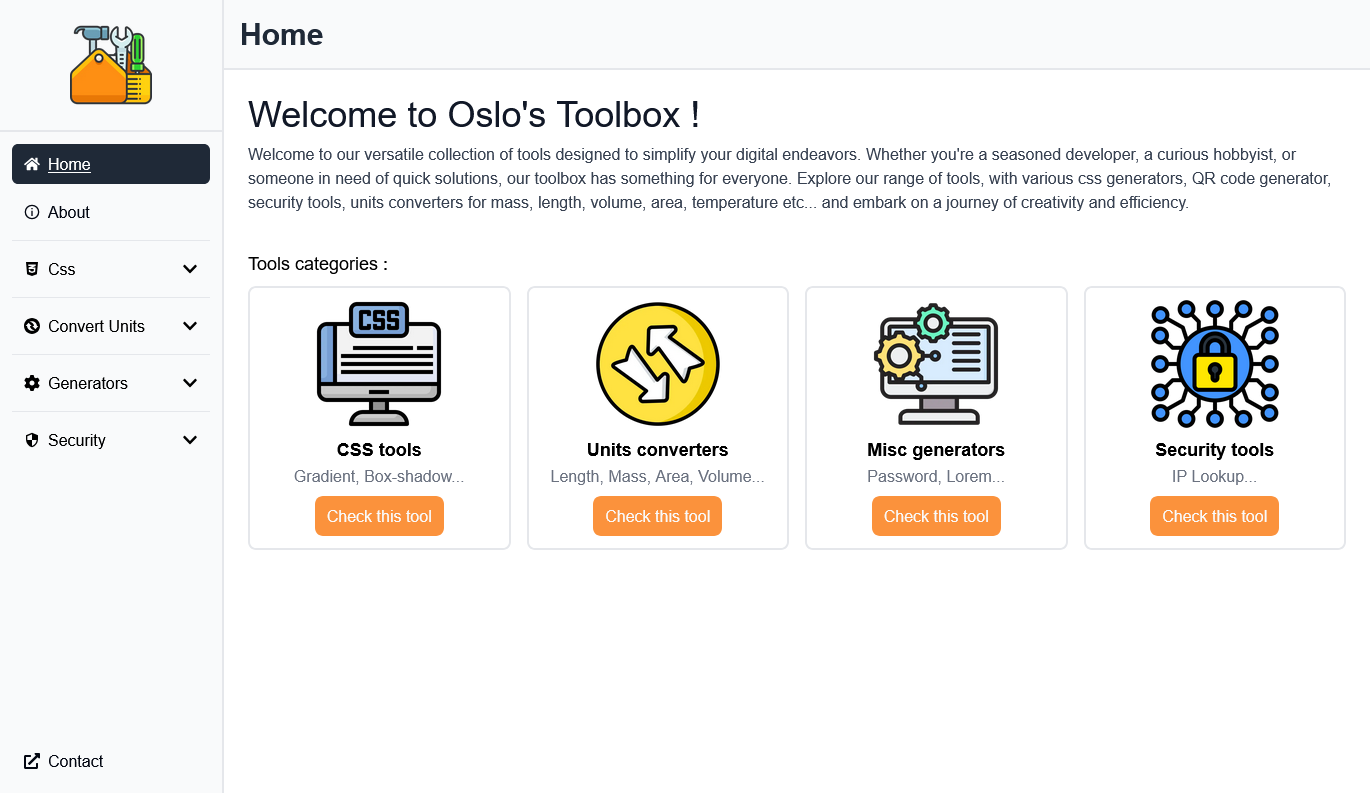 Home
About
Css
Convert Units
Generators
Security
Contact
Home
Welcome to Oslo's Toolbox !
Welcome to our versatile collection of tools designed to simplify your digital endeavors. Whether you're a seasoned developer, a curious hobbyist, or
someone in need of quick solutions, our toolbox has something for everyone. Explore our range of tools, with various css generators, QR code generator,
security tools, units converters for mass, length, volume, area, temperature etc... and embark on a journey of creativity and efficiency.
Tools categories :
CSS
CSS tools
Gradient, Box-shadow...
Check this tool
Units converters
Length, Mass, Area, Volume...
Check this tool
Misc generators
Password, Lorem...
Check this tool
Security tools
IP Lookup...
Check this tool